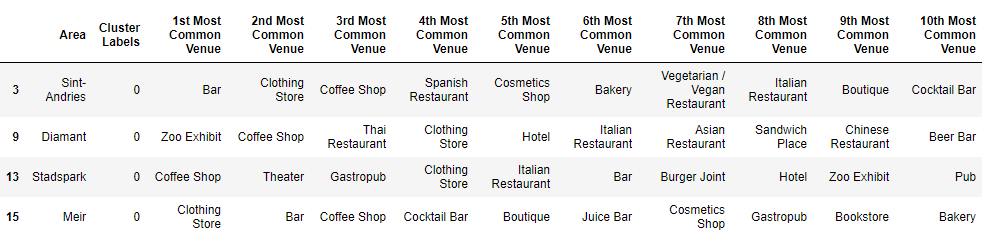 Area Cluster Labels 1st Most Common Venue 2nd Most Common Venue 3rd Most Common Venue 4th Most Common Venue 5th Most Common Venue 6th Most Common Venue 7th Most Common Venue 8th Most Common Venue 9th Most Common Venue 10th Most Common Venue
3 Sint-Andries 0 Bar Clothing Store Coffee Shop Spanish Restaurant Cosmetics Shop Bakery Vegetarian / Vegan Restaurant Italian Restaurant Boutique Cocktail Bar
9 Diamant 0 Zoo Exhibit Coffee Shop Thai Restaurant Clothing Store Hotel Italian Restaurant Asian Restaurant Sandwich Place Chinese Restaurant Beer Bar
13 Stadspark 0 Coffee Shop Theater Gastropub Clothing Store Italian Restaurant Bar Burger Joint Hotel Zoo Exhibit Pub
15 Meir 0 Clothing Store Bar Coffee Shop Cocktail Bar Boutique Juice Bar Cosmetics Shop Gastropub Bookstore Bakery